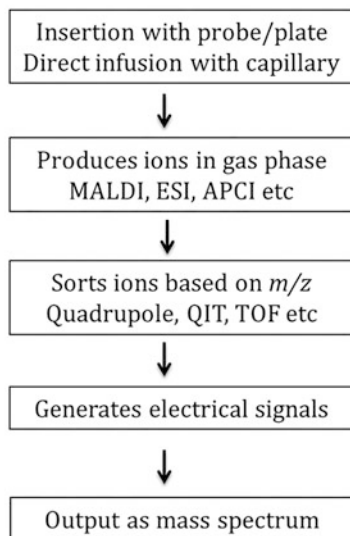 Insertion with probe/plate
Direct infusion with capillary
Produces ions in gas phase
MALDI, ESI, APCI etc
Sorts ions based on m/z
Quadrupole, QIT, TOF etc
Generates electrical signals
Output as mass spectrum